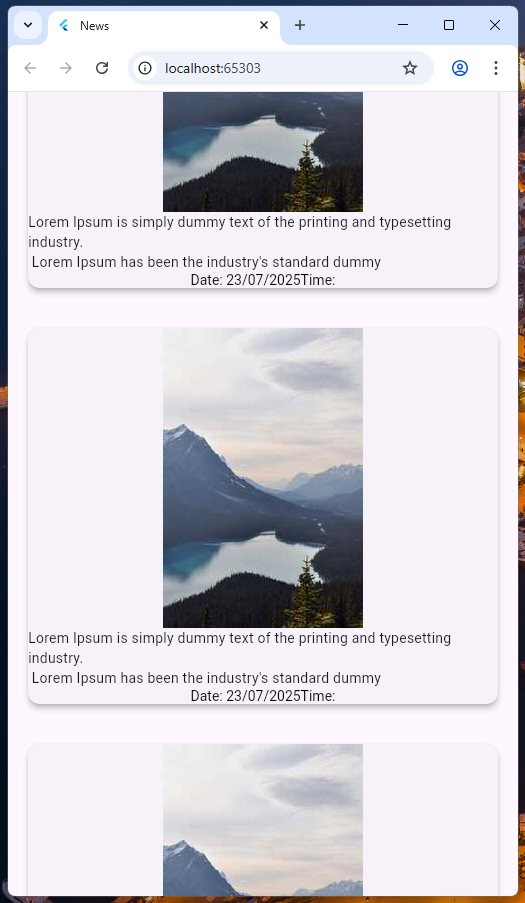 News
localhost:65303
Lorem Ipsum is simply dummy text of the printing and typesetting
industry.
Lorem Ipsum has been the industry's standard dummy
Date: 23/07/2025Time:
Lorem Ipsum is simply dummy text of the printing and typesetting
industry.
Lorem Ipsum has been the industry's standard dummy
Date: 23/07/2025Time: